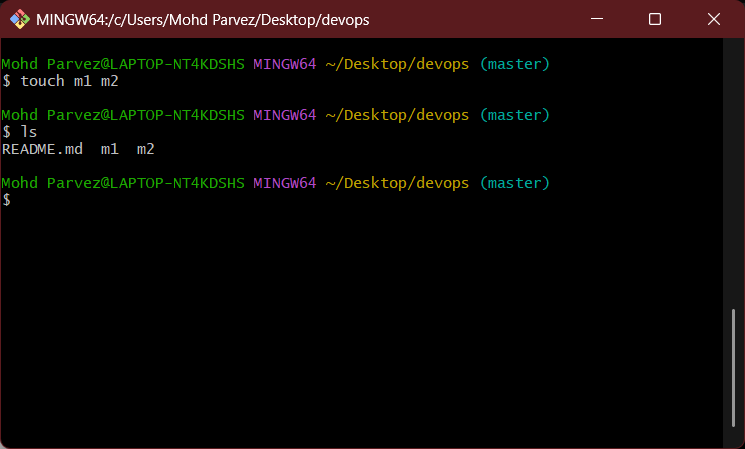 MINGW64:/c/Users/Mohd Parvez/Desktop/devops
Mohd Parvez@LAPTOP-NT4KDSHS MINGW64 ~/Desktop/devops (master)
$ touch m1 m2
Mohd Parvez@LAPTOP-NT4KDSHS MINGW64 ~/Desktop/devops (master)
$ ls
README.md  m1  m2
Mohd Parvez@LAPTOP-NT4KDSHS MINGW64 ~/Desktop/devops (master)
$